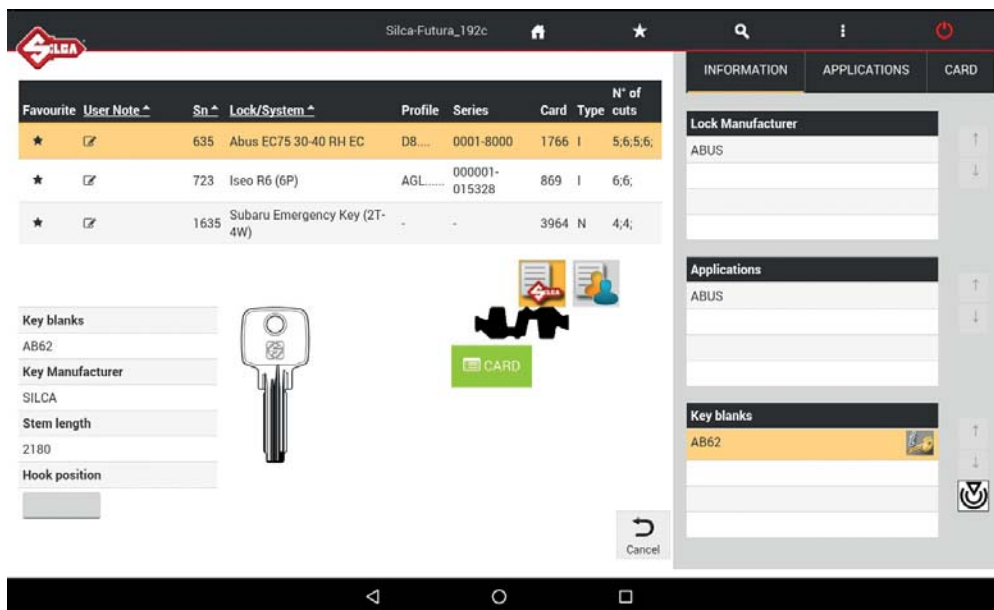 Silca-Futura_192c
SILCA
INFORMATION APPLICATIONS CARD
Favourite User Note Sn Lock/System Profile Series Card Type N° of cuts
635 Abus EC75 30-40 RH EC D8.... 0001-8000 1766 I 5;6;5;6;
723 Iseo R6 (6P) AGL...... 000001-
015328 869 I 6;6;
1635 Subaru Emergency Key (2T-
4W) - - 3964 N 4;4;
Lock Manufacturer
ABUS
Applications
ABUS
SILCA
Key blanks
AB62
Key Manufacturer
SILCA
Stem length
2180
Hook position
CARD
Key blanks
AB62
Cancel